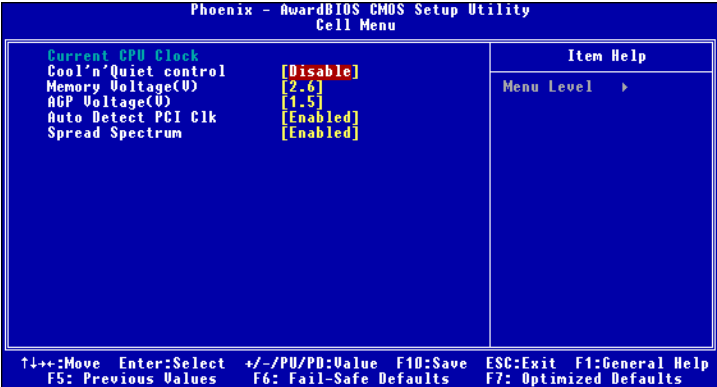 Phoenix - AwardBIOS CMOS Setup Utility
Cell Menu
Current CPU Clock
Cool'n'Quiet control [Disable]
Memory Voltage(V) [2.6]
AGP Voltage(V) [1.5]
Auto Detect PCI Clk [Enabled]
Spread Spectrum [Enabled]
Item Help
Menu Level ▸
↑↓→←:Move Enter:Select +/-/PU/PD:Value F10:Save ESC:Exit F1:General Help
F5: Previous Values F6: Fail-Safe Defaults F7: Optimized Defaults